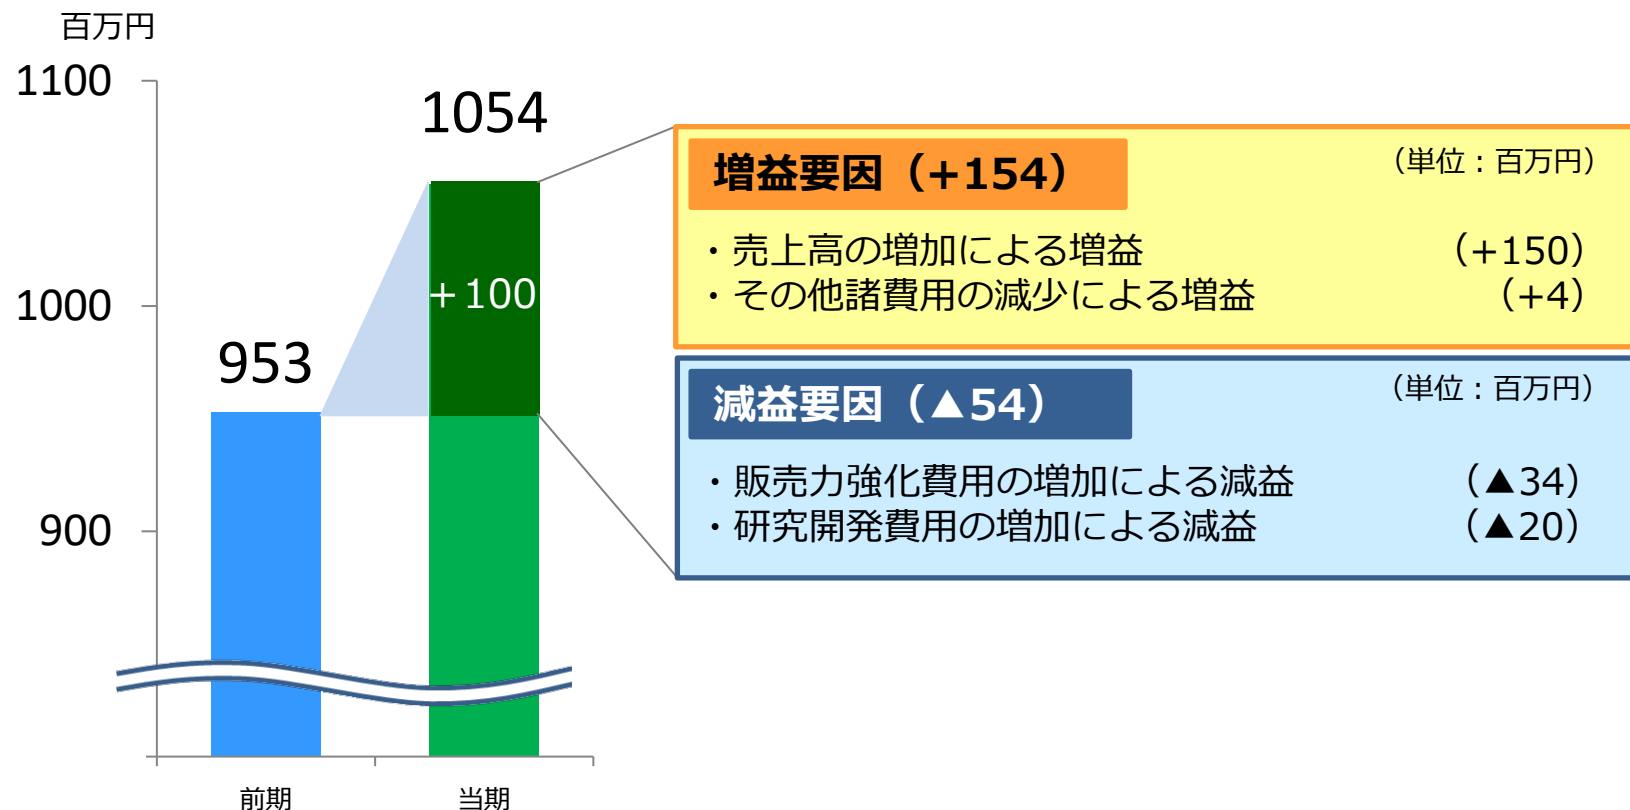 百万円
1100
1000
900
953
1054
+100
前期
当期
増益要因（+154）
（単位：百万円）
・売上高の増加による増益 （+150）
・その他諸費用の減少による増益 （+4）
減益要因（▲54）
（単位：百万円）
・販売力強化費用の増加による減益 （▲34）
・研究開発費用の増加による減益 （▲20）